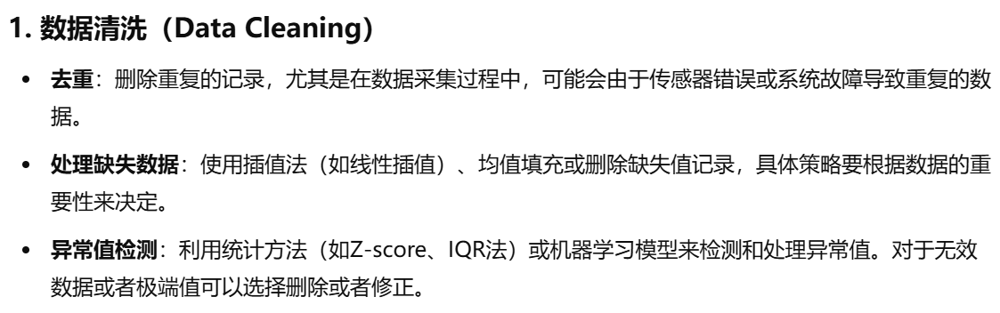 1. 数据清洗（Data Cleaning）
• 去重：删除重复的记录，尤其是在数据采集过程中，可能会由于传感器错误或系统故障导致重复的数
据。
• 处理缺失数据：使用插值法（如线性插值）、均值填充或删除缺失值记录，具体策略要根据数据的重
要性来决定。
• 异常值检测：利用统计方法（如Z-score、IQR法）或机器学习模型来检测和处理异常值。对于无效
数据或者极端值可以选择删除或者修正。